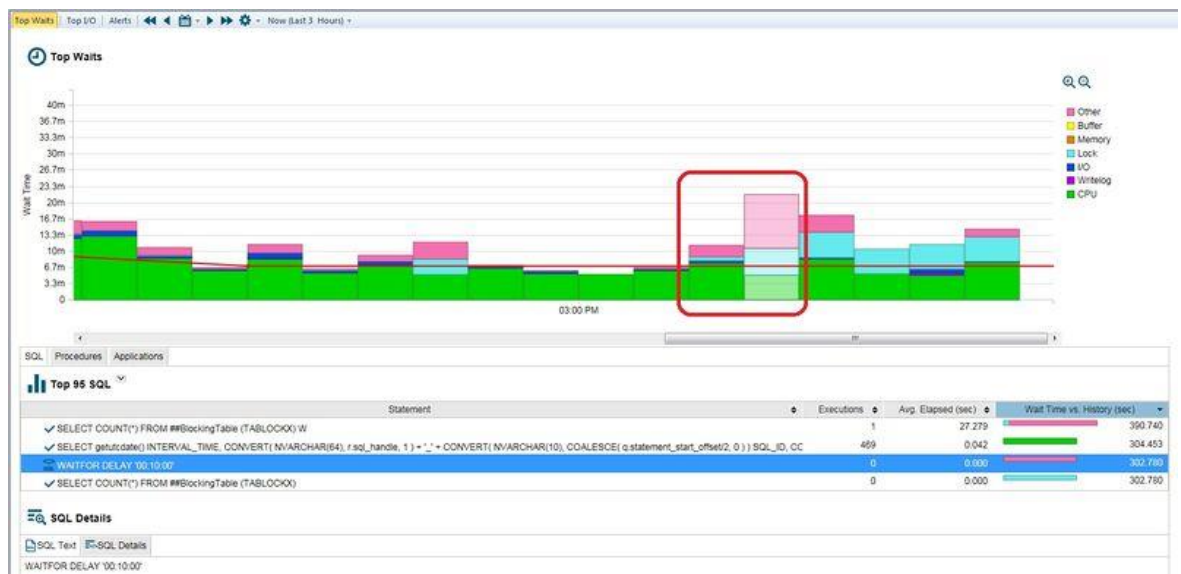 Top Waits Top I/O Alerts Now (Last 3 Hours)
Top Waits
40m
36.7m
33.3m
30m
26.7m
23.3m
20m
16.7m
13.3m
10m
6.7m
3.3m
0
Wait Time
03:00 PM
Other
Buffer
Memory
Lock
I/O
Writelog
CPU
SQL Procedures Applications
Top 95 SQL
Statement Executions Avg. Elapsed (sec) Wait Time vs. History (sec)
SELECT COUNT(*) FROM ##BlockingTable (TABLOCKX) W 1 27.279 390.740
SELECT getutcdate() INTERVAL_TIME, CONVERT( NVARCHAR(64), r.sql_handle, 1 ) + '_' + CONVERT( NVARCHAR(10), COALESCE( q.statement_start_offset/2, 0 ) ) SQL_ID, CC 469 0.042 304.453
WAITFOR DELAY '00:10:00' 0 0.000 302.780
SELECT COUNT(*) FROM ##BlockingTable (TABLOCKX) 0 0.000 302.780
SQL Details
SQL Text SQL Details
WAITFOR DELAY '00:10:00'